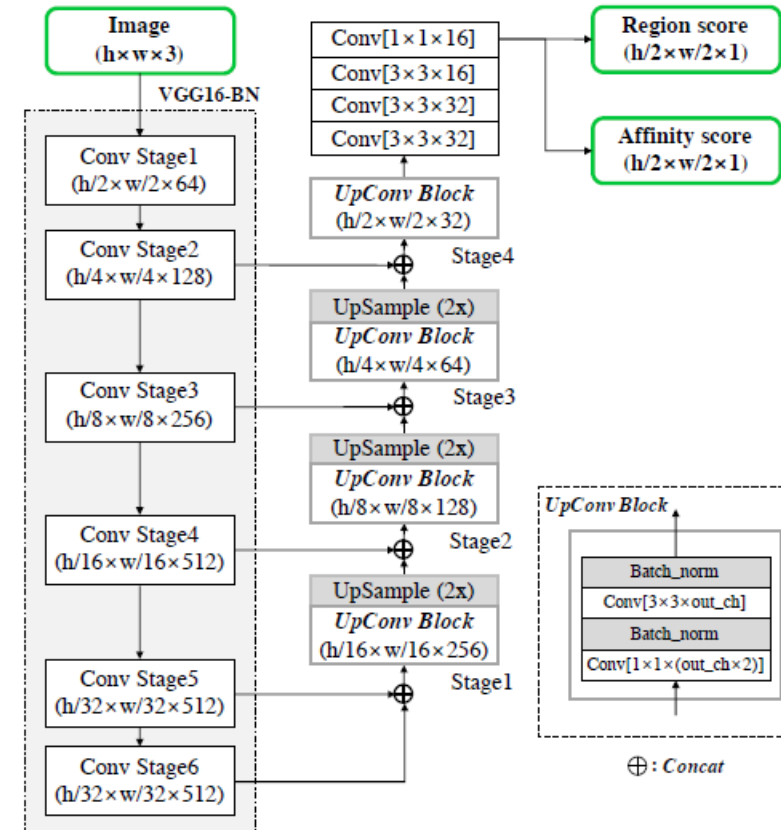 Image
(h×w×3)
VGG16-BN
Conv Stage1
(h/2×w/2×64)
Conv Stage2
(h/4×w/4×128)
Conv Stage3
(h/8×w/8×256)
Conv Stage4
(h/16×w/16×512)
Conv Stage5
(h/32×w/32×512)
Conv Stage6
(h/32×w/32×512)
Conv[1×1×16]
Conv[3×3×16]
Conv[3×3×32]
Conv[3×3×32]
UpConv Block
(h/2×w/2×32)
Stage4
UpSample (2x)
UpConv Block
(h/4×w/4×64)
Stage3
UpSample (2x)
UpConv Block
(h/8×w/8×128)
Stage2
UpSample (2x)
UpConv Block
(h/16×w/16×256)
Stage1
Region score
(h/2×w/2×1)
Affinity score
(h/2×w/2×1)
UpConv Block
Batch_norm
Conv[3×3×out_ch]
Batch_norm
Conv[1×1×(out_ch×2)]
⊕ : Concat